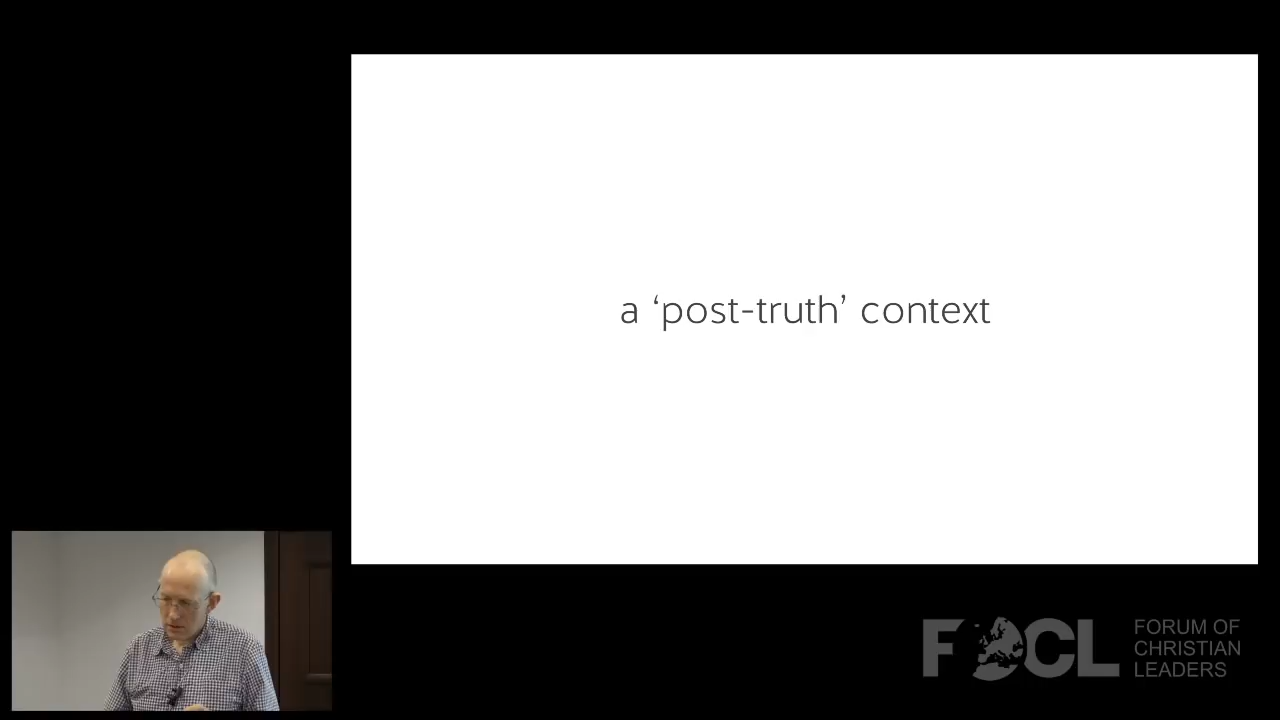 a ‘post-truth’ context
FOCL
FORUM OF
CHRISTIAN
LEADERS